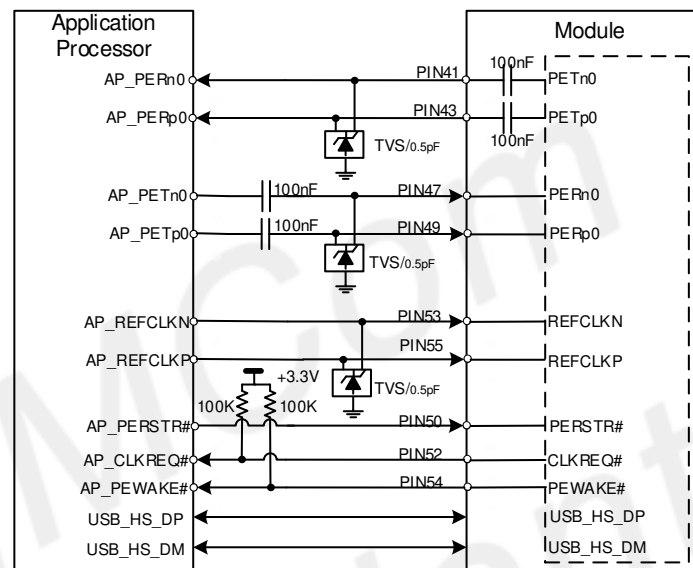 Application
Processor
Module
AP_PERn0
PIN41
100nF
PETn0
AP_PERp0
PIN43
100nF
PETp0
TVS/0.5pF
AP_PETn0
100nF
PIN47
PERn0
AP_PETp0
100nF
PIN49
PERp0
TVS/0.5pF
AP_REFCLKN
PIN53
REFCLKN
AP_REFCLKP
PIN55
REFCLKP
+3.3V
100K
100K
TVS/0.5pF
AP_PERSTR#
PIN50
PERSTR#
AP_CLKREQ#
PIN52
CLKREQ#
AP_PEWAKE#
PIN54
PEWAKE#
USB_HS_DP
USB_HS_DP
USB_HS_DM
USB_HS_DM